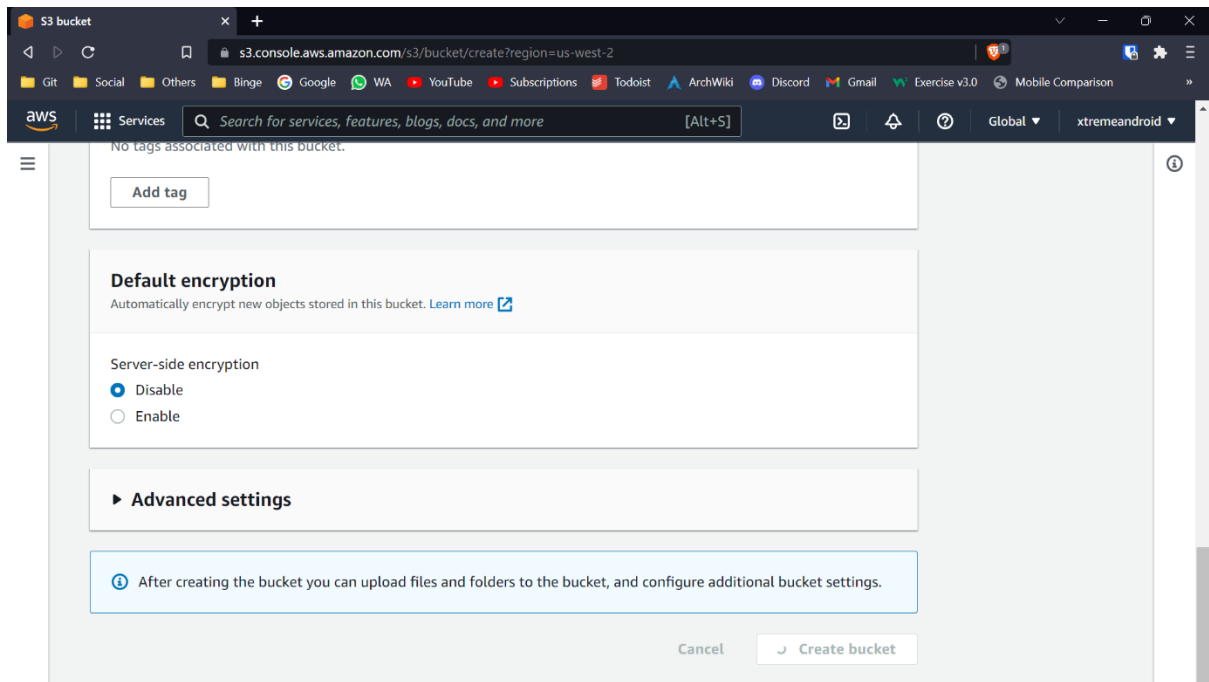 S3 bucket
s3.console.aws.amazon.com/s3/bucket/create?region=us-west-2
1
Git Social Others Binge Google WA YouTube Subscriptions Todoist ArchWiki Discord Gmail Exercise v3.0 Mobile Comparison »
aws Services Search for services, features, blogs, docs, and more [Alt+S] Global ▼ xtremeandroid ▼
No tags associated with this bucket.
Add tag
Default encryption
Automatically encrypt new objects stored in this bucket. Learn more
Server-side encryption
Disable
Enable
Advanced settings
After creating the bucket you can upload files and folders to the bucket, and configure additional bucket settings.
Cancel Create bucket